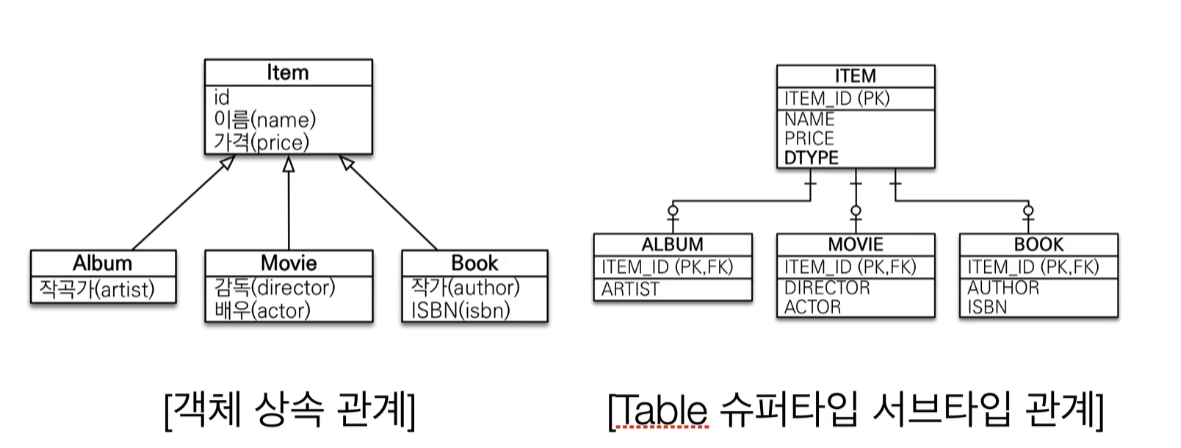 Item
id
이름(name)
가격(price)
Album
작곡가(artist)
Movie
감독(director)
배우(actor)
Book
작가(author)
ISBN(isbn)
[객체 상속 관계]
ITEM
ITEM_ID (PK)
NAME
PRICE
DTYPE
ALBUM
ITEM_ID (PK,FK)
ARTIST
MOVIE
ITEM_ID (PK,FK)
DIRECTOR
ACTOR
BOOK
ITEM_ID (PK,FK)
AUTHOR
ISBN
[Table 슈퍼타입 서브타입 관계]